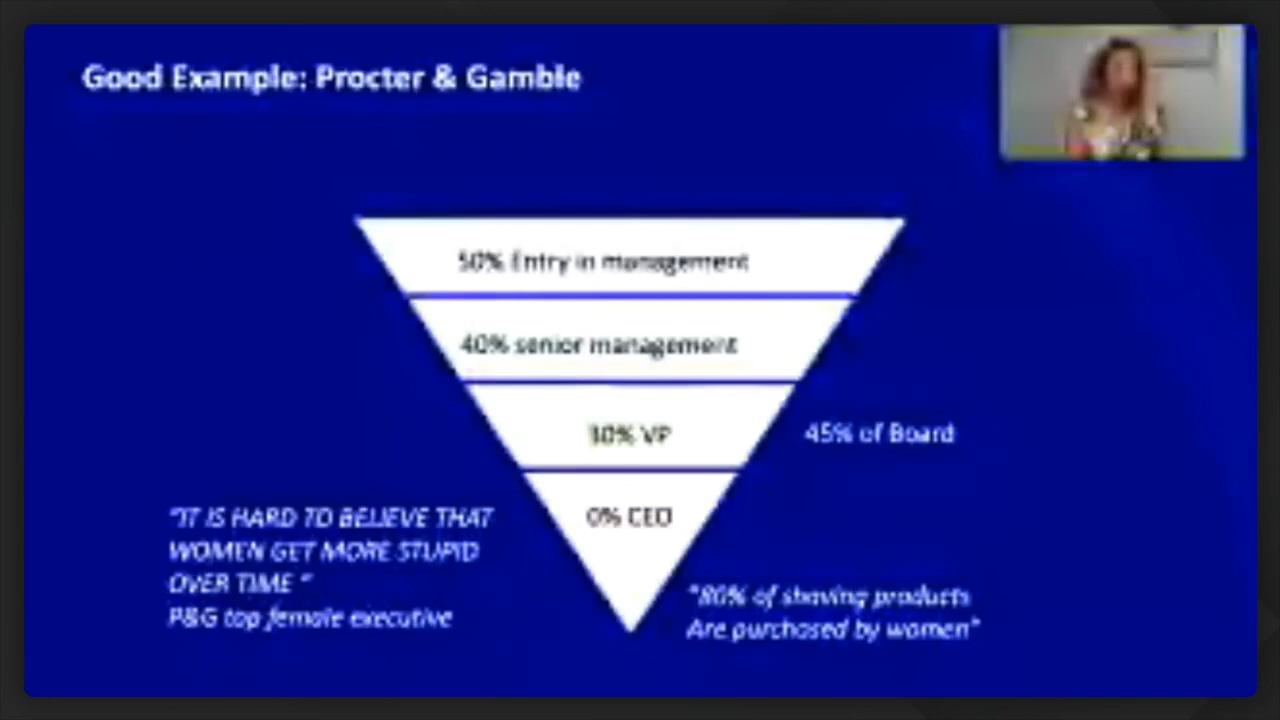 Good Example: Procter & Gamble
50% Entry in management
40% senior management
30% VP
45% of Board
0% CEO
"IT IS HARD TO BELIEVE THAT
WOMEN GET MORE STUPID
OVER TIME "
P&G top female executive
"80% of shaving products
Are purchased by women"